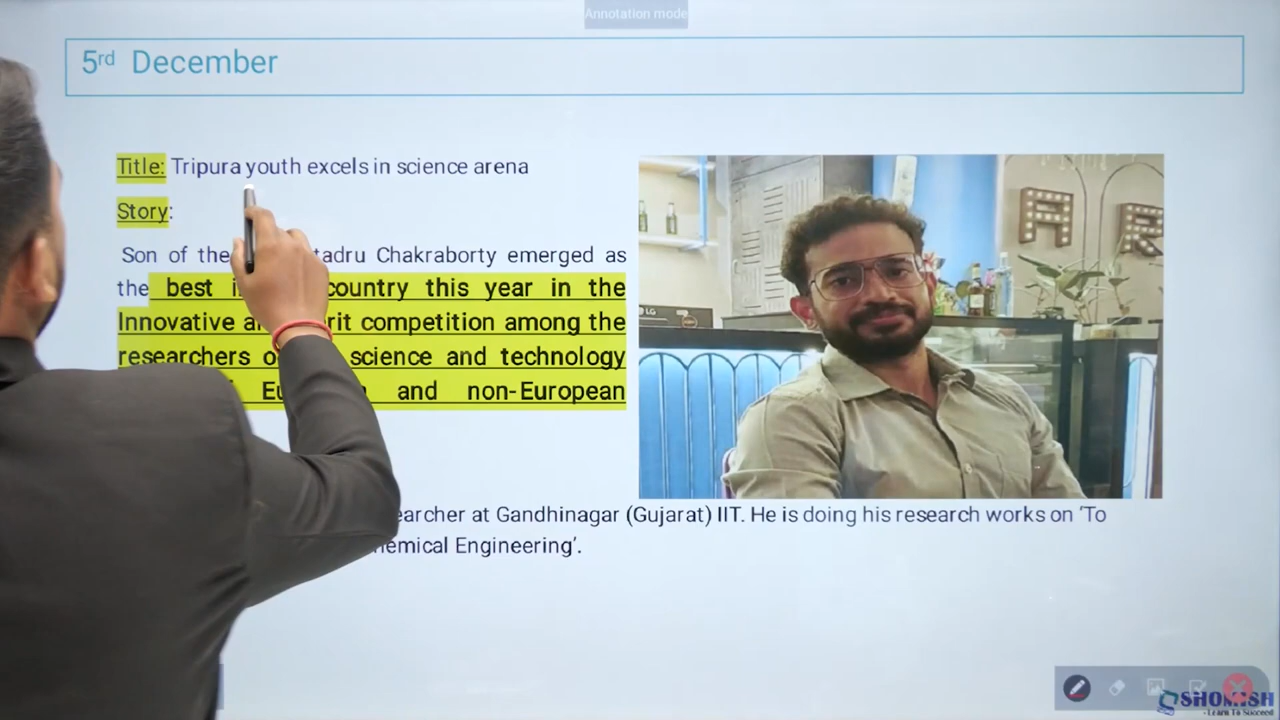 Annotation mode
5rd December
Title: Tripura youth excels in science arena
Story:
Son of the tadru Chakraborty emerged as
the best i country this year in the
Innovative a rit competition among the
researchers o science and technology
Eu and non-European
LG
A R
earcher at Gandhinagar (Gujarat) IIT. He is doing his research works on ‘To
hemical Engineering’.
SHOMISH
- Learn To Succeed